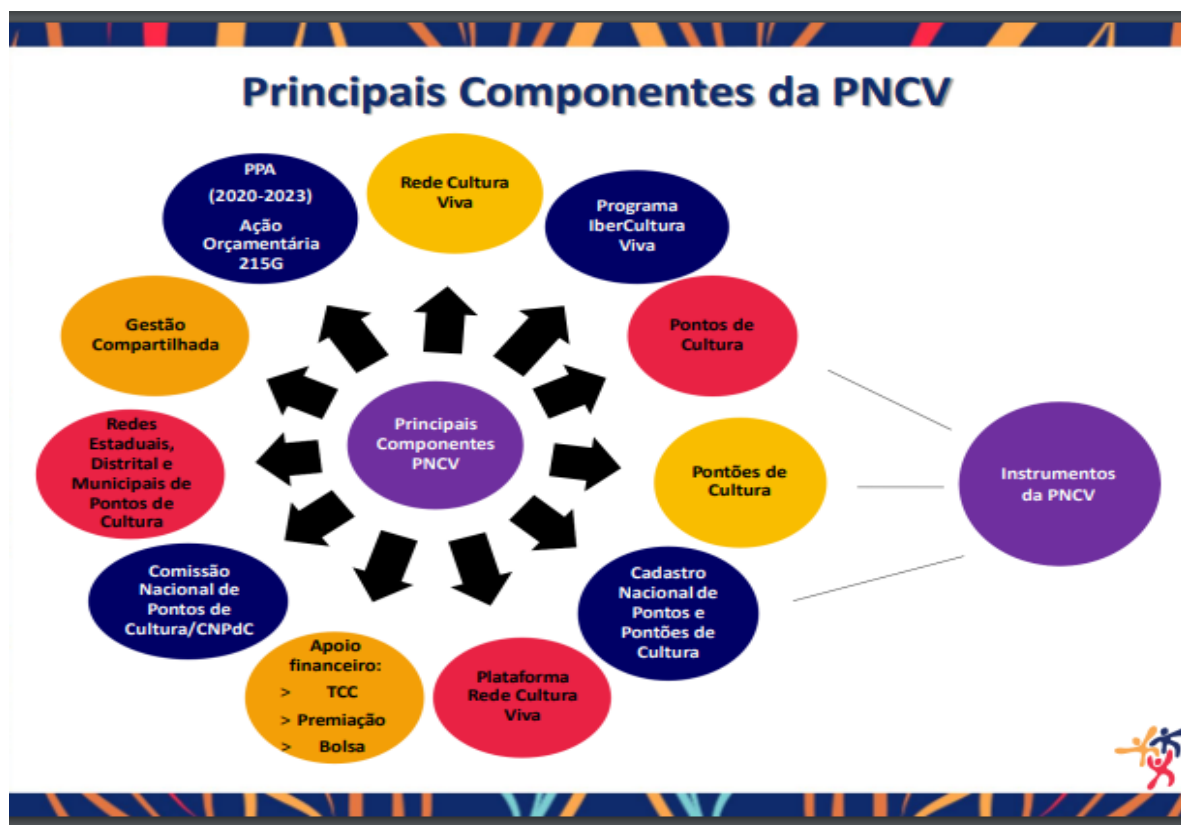 Principais Componentes da PNCV
PPA
(2020-2023)
Ação
Orçamentária
215G
Rede Cultura
Viva
Programa
IberCultura
Viva
Pontos de
Cultura
Pontões de
Cultura
Cadastro
Nacional de
Pontos e
Pontões de
Cultura
Plataforma
Rede Cultura
Viva
Apoio
financeiro:
> TCC
> Premiação
> Bolsa
Comissão
Nacional de
Pontos de
Cultura/CNPdC
Redes
Estaduais,
Distrital e
Municipais de
Pontos de
Cultura
Gestão
Compartilhada
Principais
Componentes
PNCV
Instrumentos
da PNCV